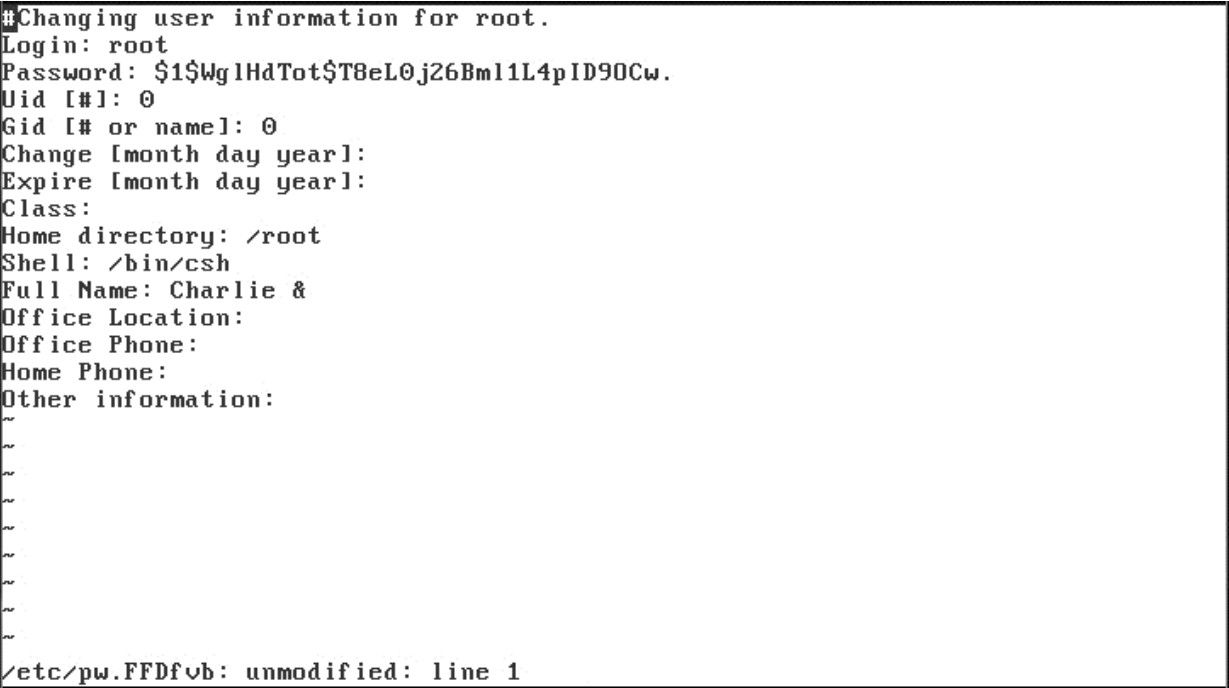 #Changing user information for root.
Login: root
Password: $1$WglHdTot$T8eL0j26Bml1L4pID9OCw.
Uid [#]: 0
Gid [# or name]: 0
Change [month day year]:
Expire [month day year]:
Class:
Home directory: /root
Shell: /bin/csh
Full Name: Charlie &
Office Location:
Office Phone:
Home Phone:
Other information:
~
~
~
~
~
~
~
~
~
/etc/pw.FFDfvb: unmodified: line 1